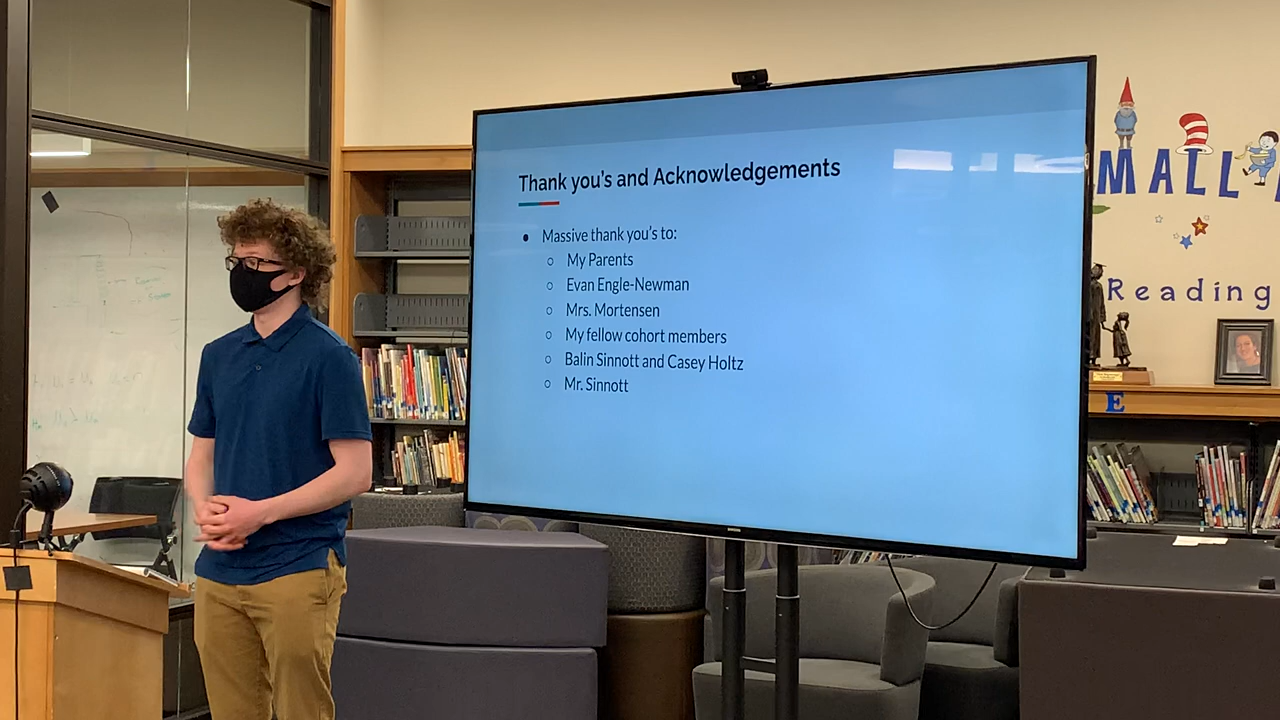 Thank you's and Acknowledgements
● Massive thank you's to:
○ My Parents
○ Evan Engle-Newman
○ Mrs. Mortensen
○ My fellow cohort members
○ Balin Sinnott and Casey Holtz
○ Mr. Sinnott
MALL
Reading
E